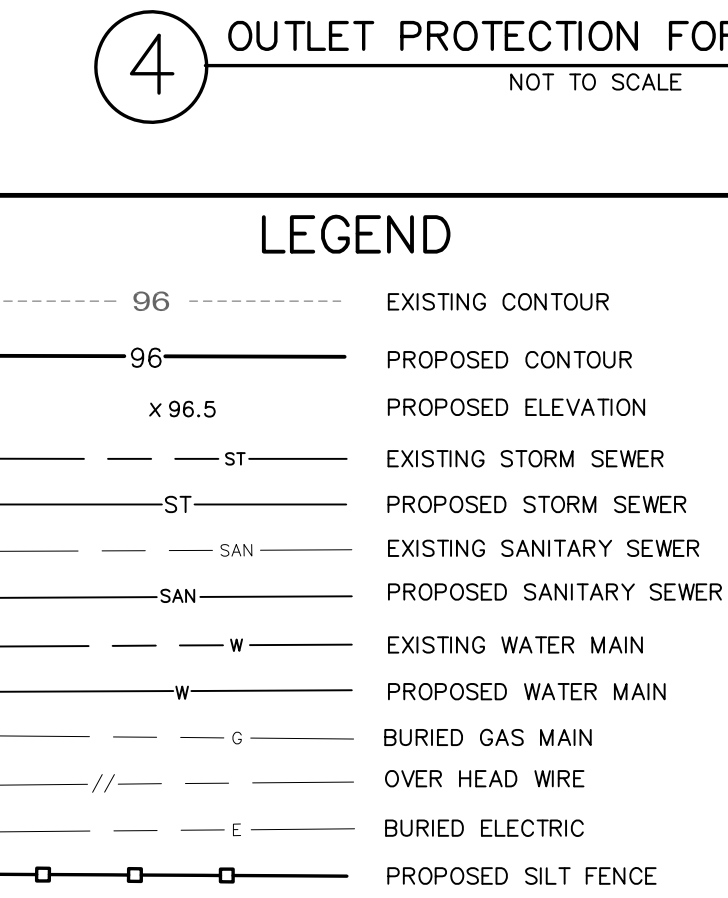 4
OUTLET PROTECTION
NOT TO SCALE
LEGEND
96 EXISTING CONTOUR
96 PROPOSED CONTOUR
x 96.5 PROPOSED ELEVATION
ST EXISTING STORM SEWER
ST PROPOSED STORM SEWER
SAN EXISTING SANITARY SEWER
SAN PROPOSED SANITARY SEWER
W EXISTING WATER MAIN
W PROPOSED WATER MAIN
G BURIED GAS MAIN
// OVER HEAD WIRE
E BURIED ELECTRIC
PROPOSED SILT FENCE